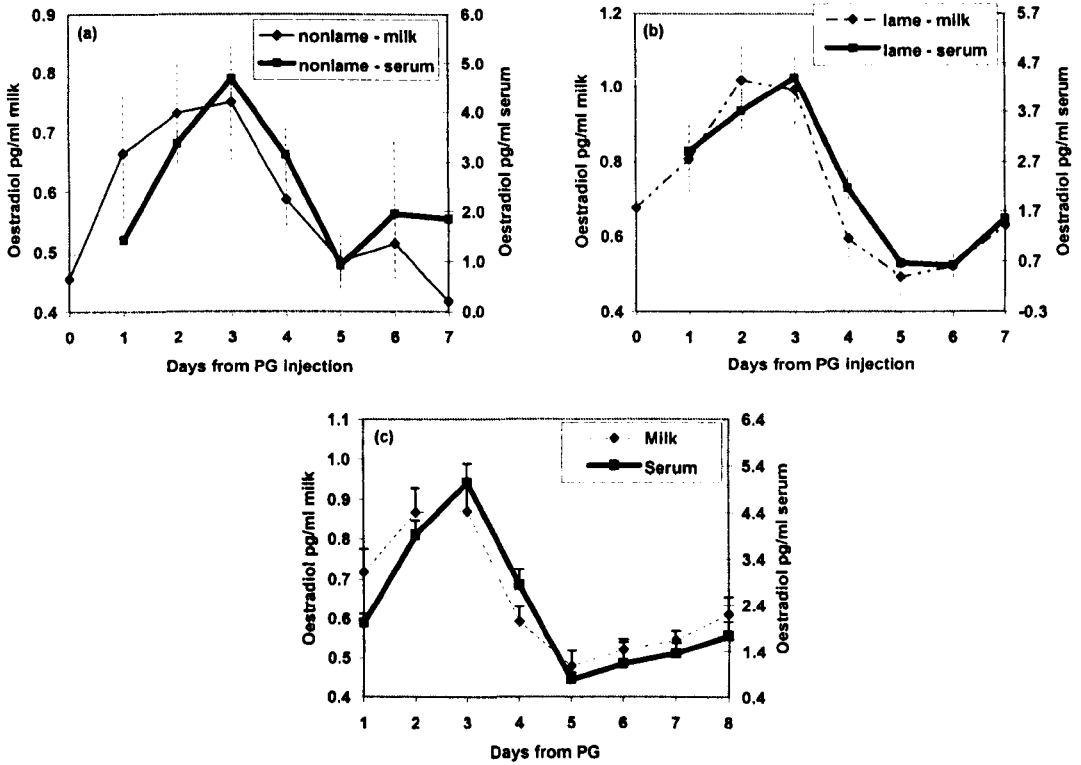 (a)
nonlame - milk
nonlame - serum
Oestradiol pg/ml milk
0.9
0.8
0.7
0.6
0.5
0.4
6.0
5.0
4.0
3.0
2.0
1.0
0.0
Oestradiol pg/ml serum
0 1 2 3 4 5 6 7
Days from PG injection
(b)
lame - milk
lame - serum
Oestradiol pg/ml milk
1.2
1.0
0.8
0.6
0.4
5.7
4.7
3.7
2.7
1.7
0.7
-0.3
Oestradiol pg/ml serum
0 1 2 3 4 5 6 7
Days from PG injection
(c)
Milk
Serum
Oestradiol pg/ml milk
1.1
1.0
0.9
0.8
0.7
0.6
0.5
0.4
6.4
5.4
4.4
3.4
2.4
1.4
0.4
Oestradiol pg/ml serum
1 2 3 4 5 6 7 8
Days from PG